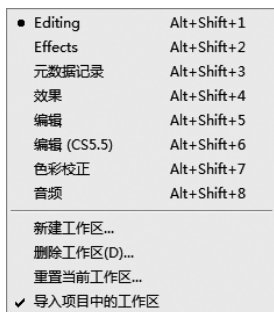 Editing Alt+Shift+1
Effects Alt+Shift+2
元数据记录 Alt+Shift+3
效果 Alt+Shift+4
编辑 Alt+Shift+5
编辑 (CS5.5) Alt+Shift+6
色彩校正 Alt+Shift+7
音频 Alt+Shift+8
新建工作区...
删除工作区(D)...
重置当前工作区...
导入项目中的工作区